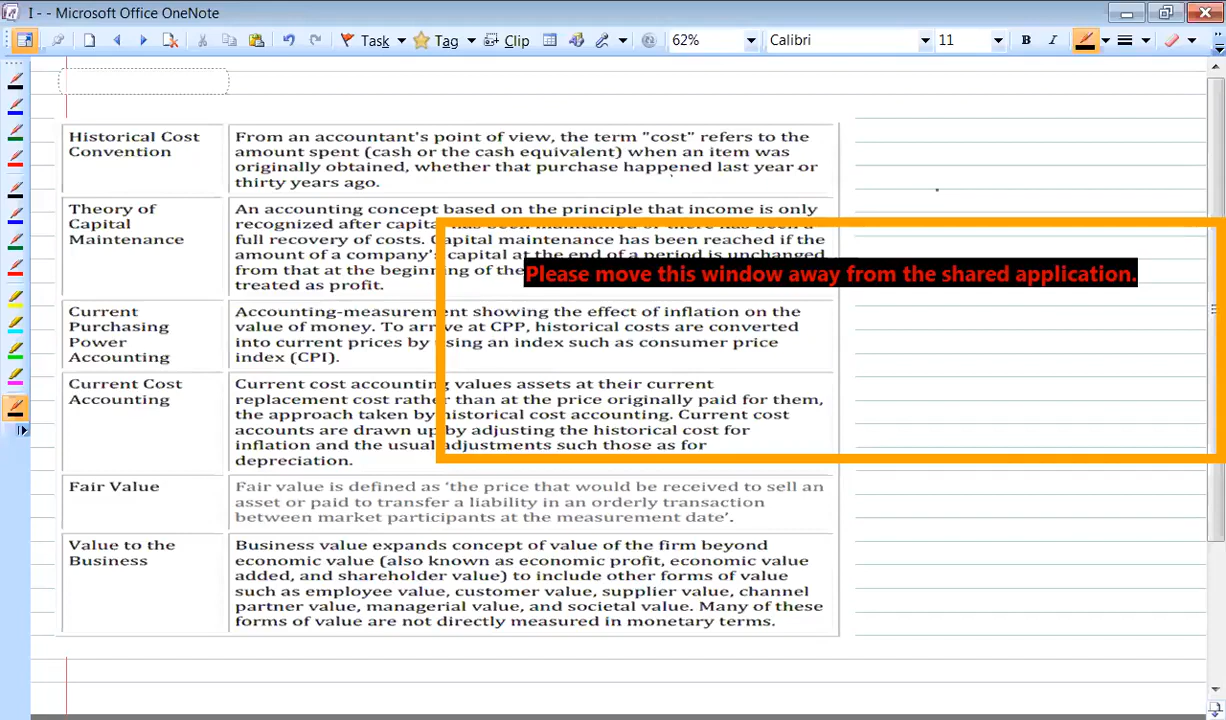 I - - Microsoft Office OneNote
Task Tag Clip 62% Calibri 11 B I
Historical Cost
Convention
From an accountant's point of view, the term "cost" refers to the
amount spent (cash or the cash equivalent) when an item was
originally obtained, whether that purchase happened last year or
thirty years ago.
Theory of
Capital
Maintenance
An accounting concept based on the principle that income is only
recognized after capital has been maintained or there has been a
full recovery of costs. Capital maintenance has been reached if the
amount of a company's capital at the end of a period is unchanged
from that at the beginning of the
treated as profit.
Please move this window away from the shared application.
Current
Purchasing
Power
Accounting
Accounting-measurement showing the effect of inflation on the
value of money. To arrive at CPP, historical costs are converted
into current prices by using an index such as consumer price
index (CPI).
Current Cost
Accounting
Current cost accounting values assets at their current
replacement cost rather than at the price originally paid for them,
the approach taken by historical cost accounting. Current cost
accounts are drawn up by adjusting the historical cost for
inflation and the usual adjustments such those as for
depreciation.
Fair Value
Fair value is defined as ‘the price that would be received to sell an
asset or paid to transfer a liability in an orderly transaction
between market participants at the measurement date’.
Value to the
Business
Business value expands concept of value of the firm beyond
economic value (also known as economic profit, economic value
added, and shareholder value) to include other forms of value
such as employee value, customer value, supplier value, channel
partner value, managerial value, and societal value. Many of these
forms of value are not directly measured in monetary terms.